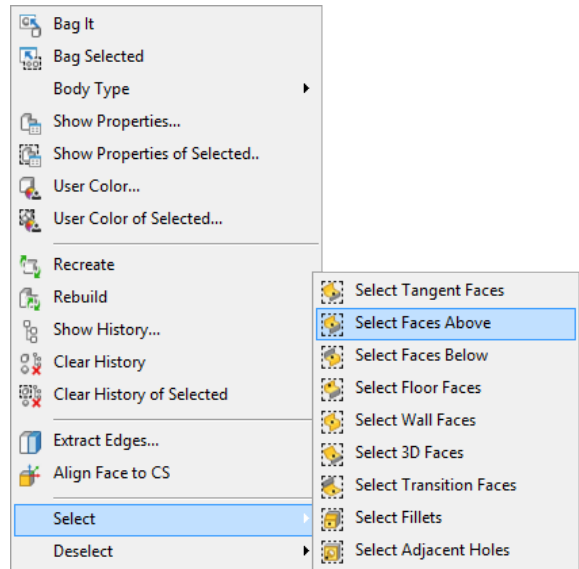 Bag It
Bag Selected
Body Type
Show Properties...
Show Properties of Selected..
User Color...
User Color of Selected...
Recreate
Rebuild
Show History...
Clear History
Clear History of Selected
Extract Edges...
Align Face to CS
Select
Deselect
Select Tangent Faces
Select Faces Above
Select Faces Below
Select Floor Faces
Select Wall Faces
Select 3D Faces
Select Transition Faces
Select Fillets
Select Adjacent Holes